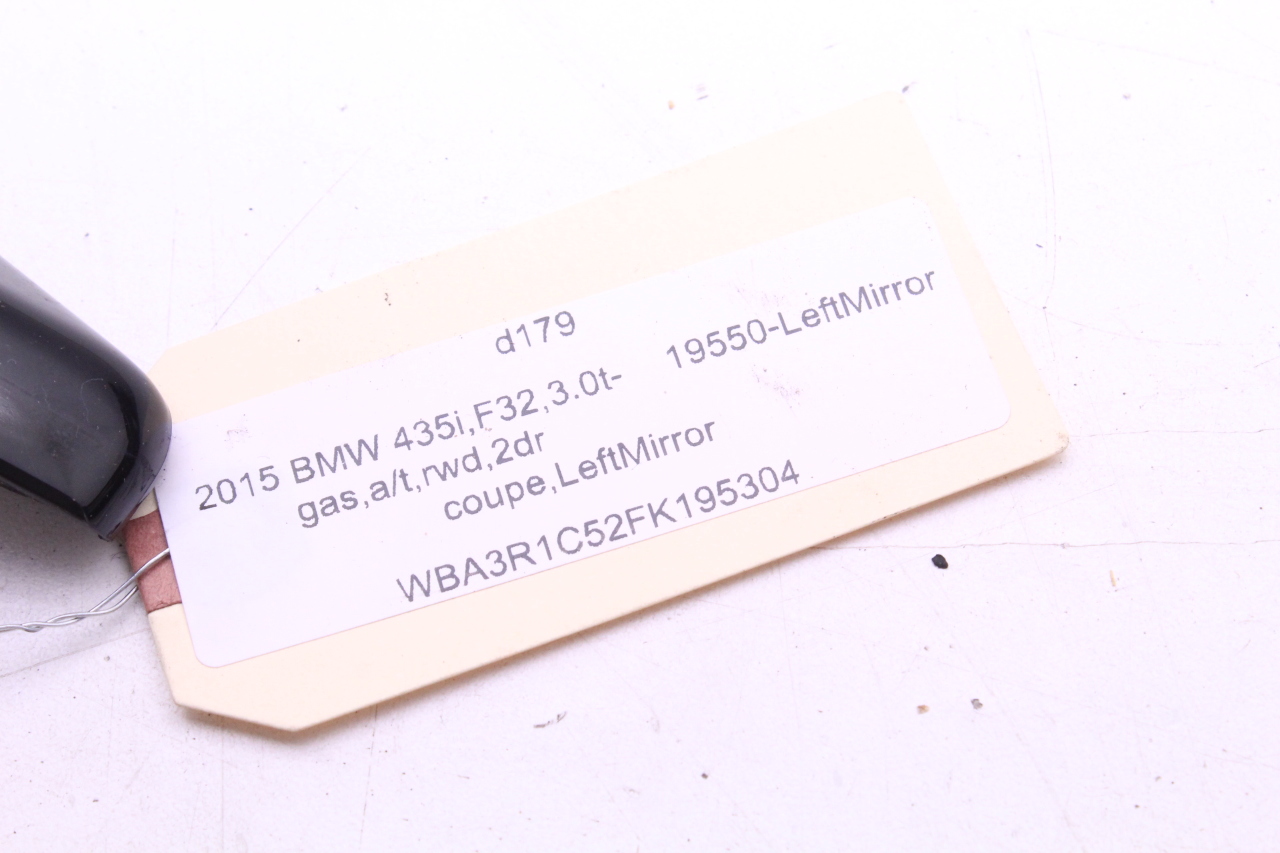 d179
2015 BMW 435i,F32,3.0t- 19550-LeftMirror
gas,a/t,rwd,2dr
coupe,LeftMirror
WBA3R1C52FK195304